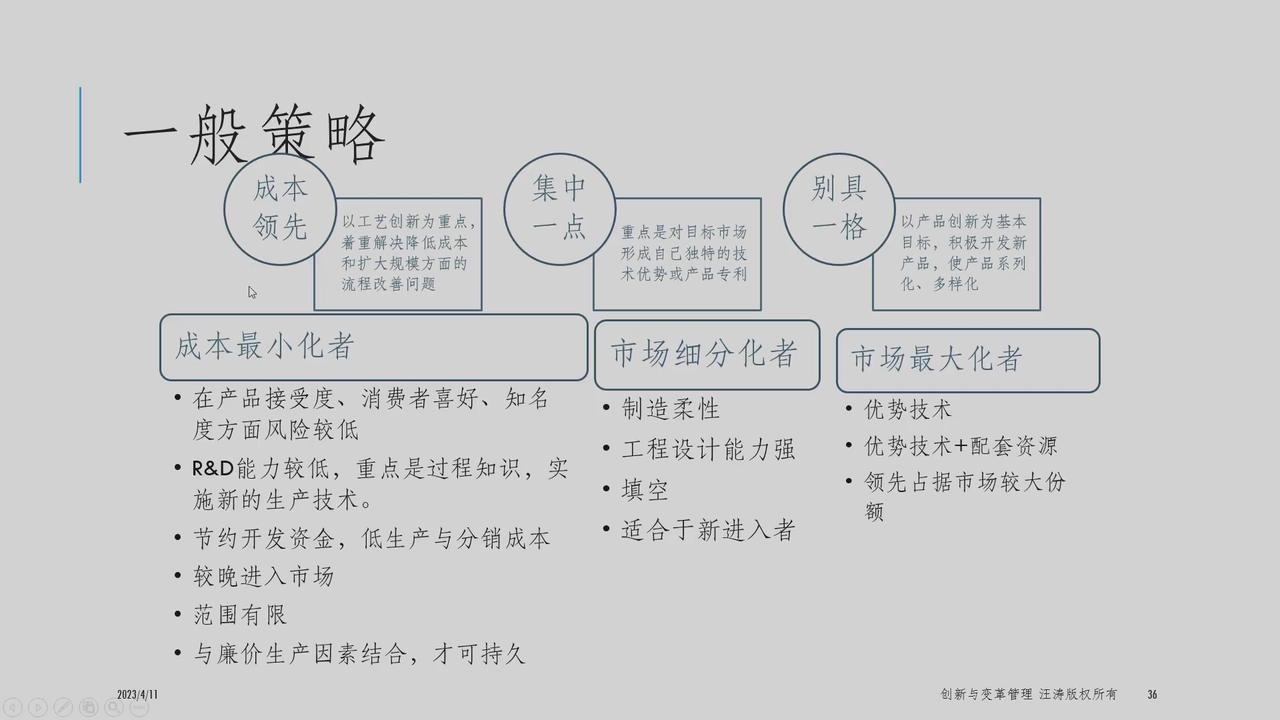 一般策略
成本
领先
以工艺创新为重点，
着重解决降低成本
和扩大规模方面的
流程改善问题
集中
一点
重点是对目标市场
形成自己独特的技
术优势或产品专利
别具
一格
以产品创新为基本
目标，积极开发新
产品，使产品系列
化、多样化
成本最小化者
• 在产品接受度、消费者喜好、知名
度方面风险较低
• R&D能力较低，重点是过程知识，实
施新的生产技术。
• 节约开发资金，低生产与分销成本
• 较晚进入市场
• 范围有限
• 与廉价生产因素结合，才可持久
市场细分化者
• 制造柔性
• 工程设计能力强
• 填空
• 适合于新进入者
市场最大化者
• 优势技术
• 优势技术+配套资源
• 领先占据市场较大份
额
2023/4/11
创新与变革管理 汪涛版权所有
36